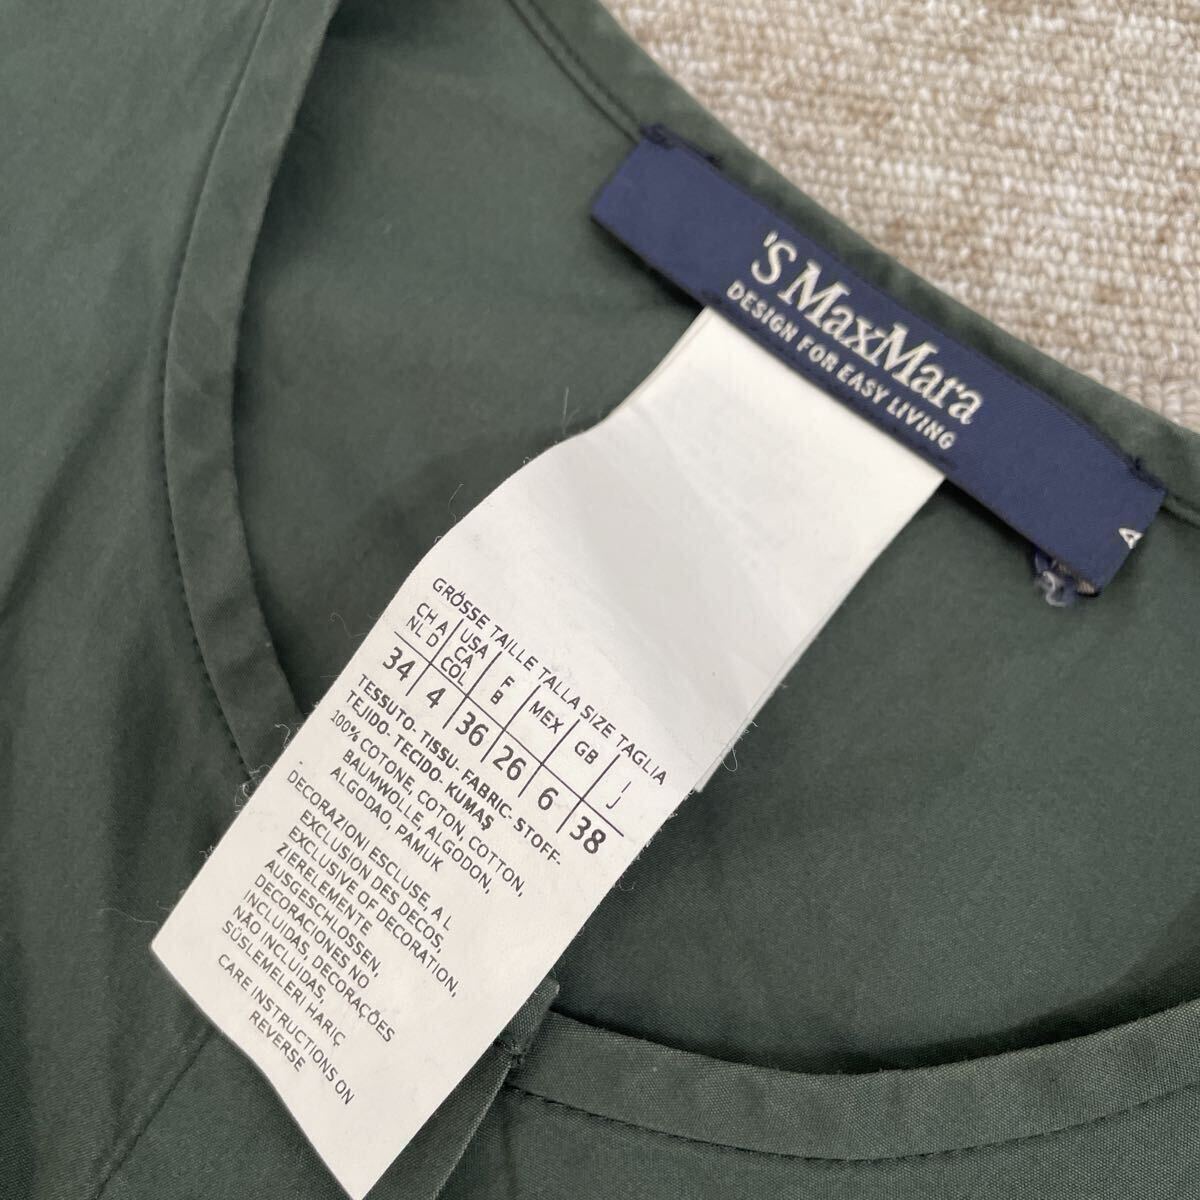 'S MaxMara
DESIGN FOR EASY LIVING
GRÖSSE TAILLE TALLA SIZE TAGLIA
CH A NL D USA CA COL F B MEX GB I J
34 4 36 26 6 38
TESSUTO- TISSU- FABRIC- STOFF-
TEJIDO- TECIDO- KUMAŞ
100% COTONE, COTON, COTTON,
BAUMWOLLE, ALGODON,
ALGODAO, PAMUK
DECORAZIONI ESCLUSE, A L
EXCLUSION DES DECOS,
EXCLUSIVE OF DECORATION,
ZIERELEMENTE
AUSGESCHLOSSEN,
DECORACIONES NO
INCLUIDAS, DECORAÇÕES
NÃO INCLUIDAS,
SÜSLEMELERİ HARİÇ
CARE INSTRUCTIONS ON
REVERSE